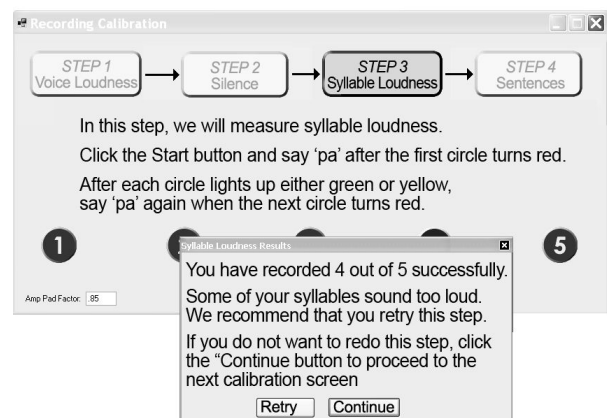 Recording Calibration
STEP 1
Voice Loudness
STEP 2
Silence
STEP 3
Syllable Loudness
STEP 4
Sentences
In this step, we will measure syllable loudness.
Click the Start button and say 'pa' after the first circle turns red.
After each circle lights up either green or yellow,
say 'pa' again when the next circle turns red.
1
5
Amp Pad Factor: .85
Syllable Loudness Results
You have recorded 4 out of 5 successfully.
Some of your syllables sound too loud.
We recommend that you retry this step.
If you do not want to redo this step, click
the “Continue button to proceed to the
next calibration screen
Retry
Continue